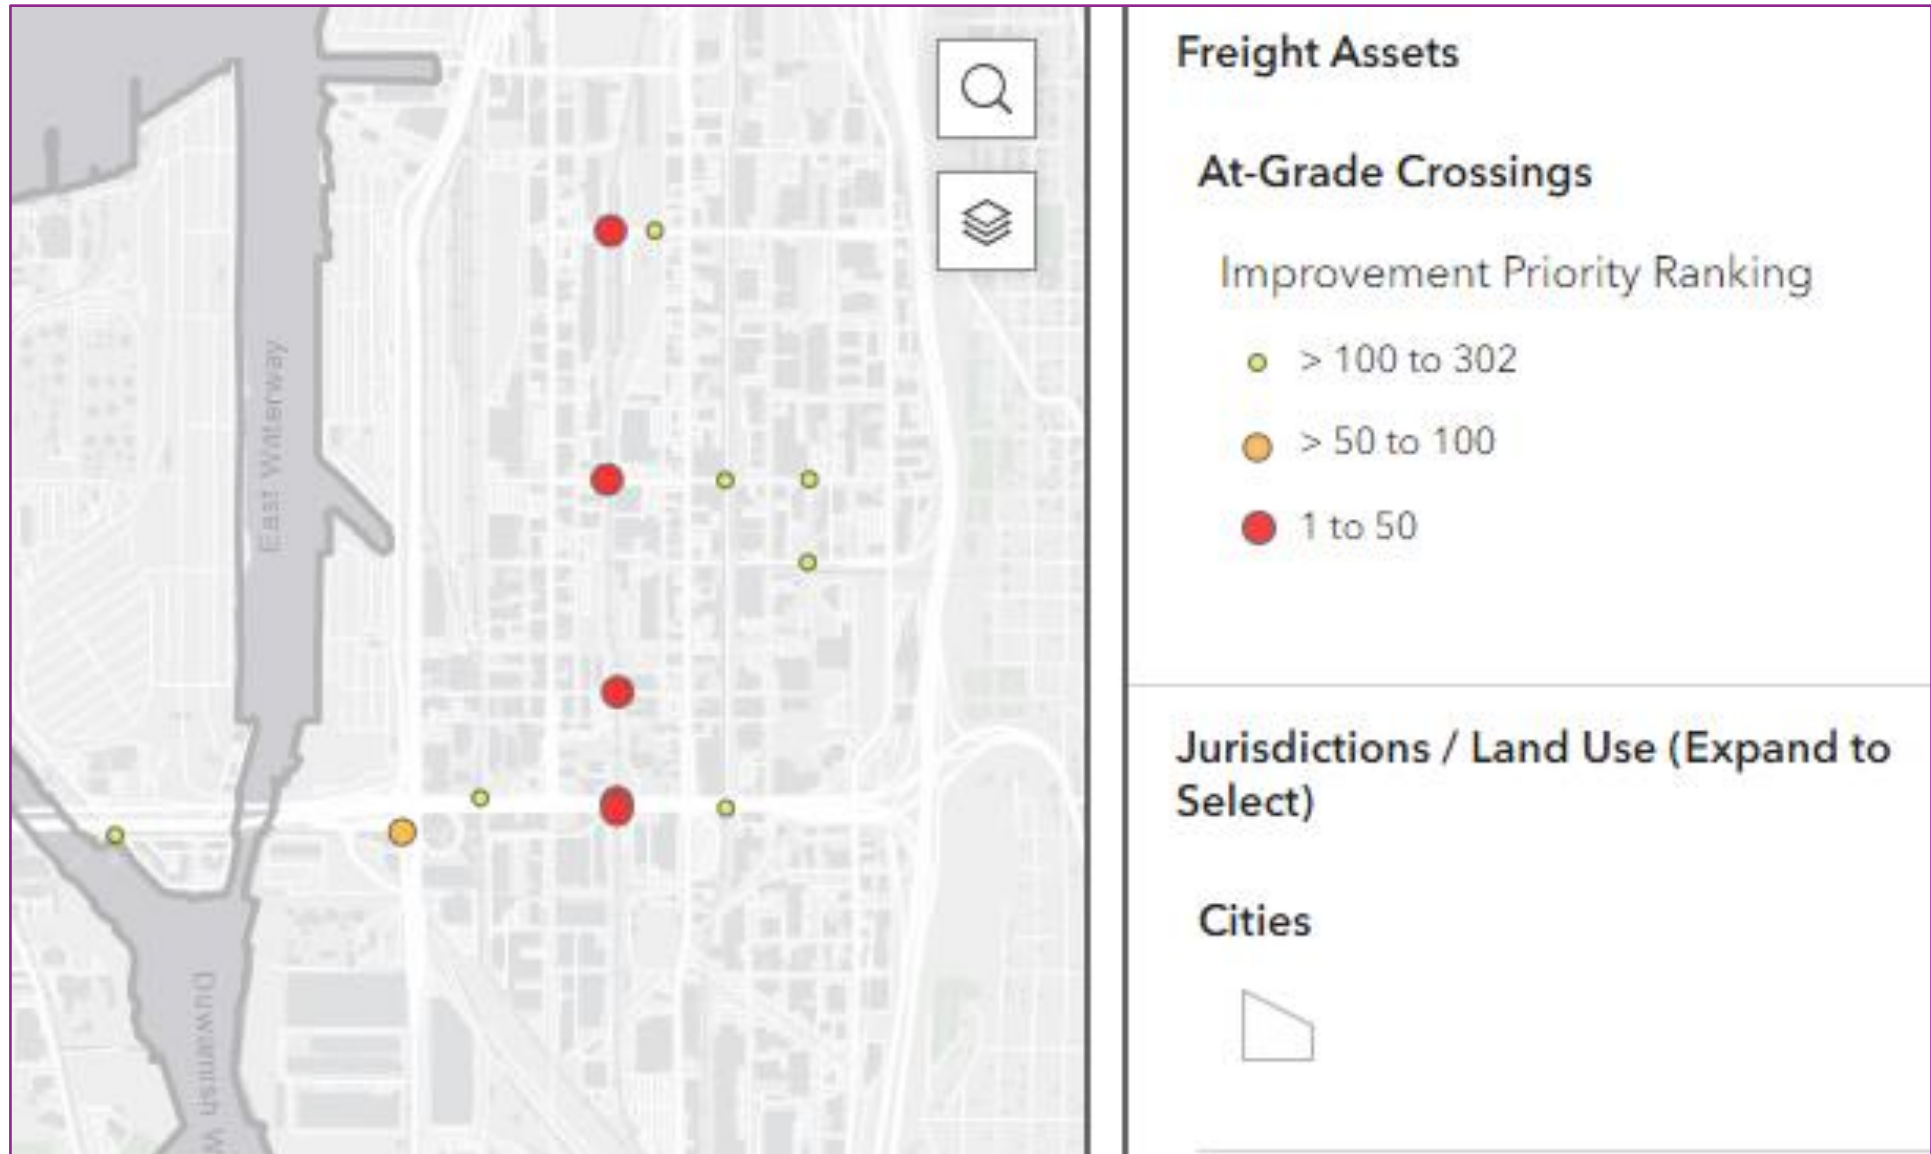 East Waterway
Duwamish W
Freight Assets
At-Grade Crossings
Improvement Priority Ranking
> 100 to 302
> 50 to 100
1 to 50
Jurisdictions / Land Use (Expand to
Select)
Cities